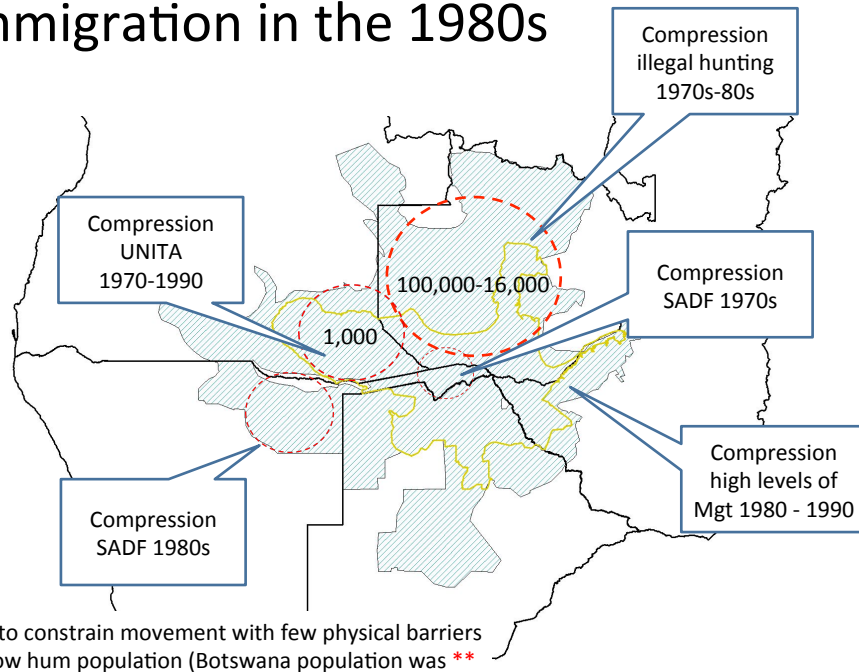 mmigration in the 1980s
Compression
illegal hunting
1970s-80s
Compression
UNITA
1970-1990
Compression
SADF 1970s
100,000-16,000
1,000
Compression
high levels of
Mgt 1980 - 1990
Compression
SADF 1980s
to constrain movement with few physical barriers
ow hum population (Botswana population was **